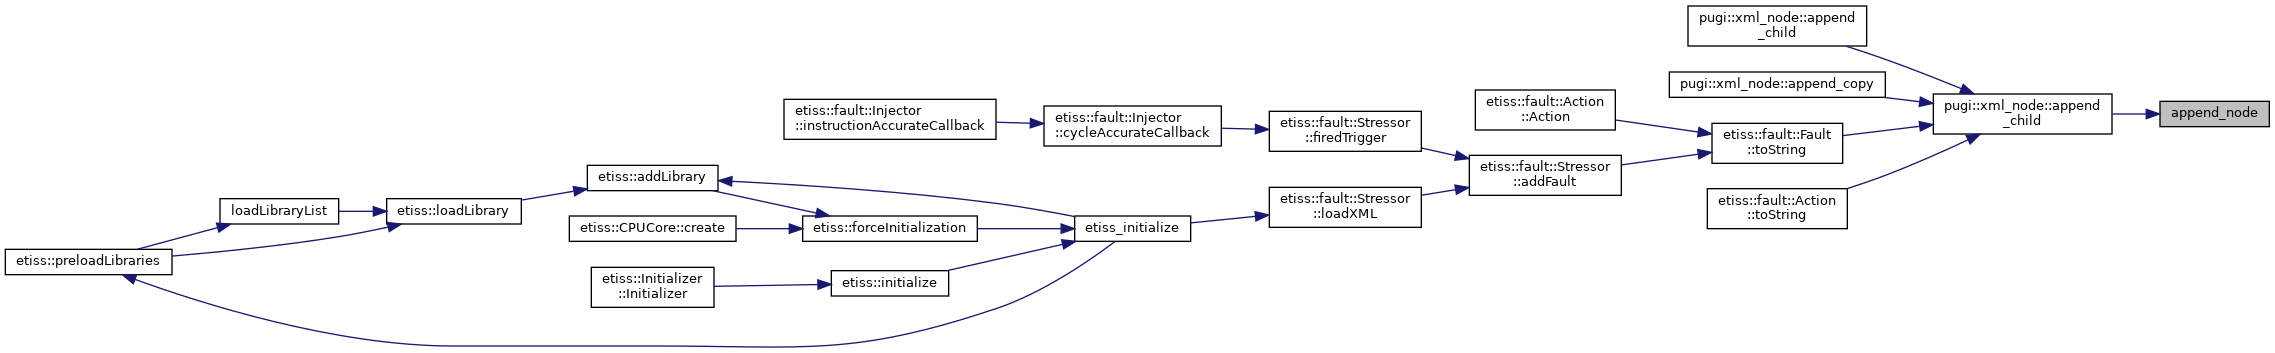 pugi::xml_node::append
_child
pugi::xml_node::append_copy
etiss::fault::Action
::Action
pugi::xml_node::append
_child
append_node
etiss::fault::Injector
::instructionAccurateCallback
etiss::fault::Injector
::cycleAccurateCallback
etiss::fault::Stressor
::firedTrigger
etiss::fault::Fault
::toString
etiss::fault::Stressor
::addFault
etiss::addLibrary
etiss::fault::Action
::toString
loadLibraryList
etiss::loadLibrary
etiss::fault::Stressor
::loadXML
etiss::CPUCore::create
etiss::forceInitialization
etiss_initialize
etiss::preloadLibraries
etiss::Initializer
::Initializer
etiss::initialize